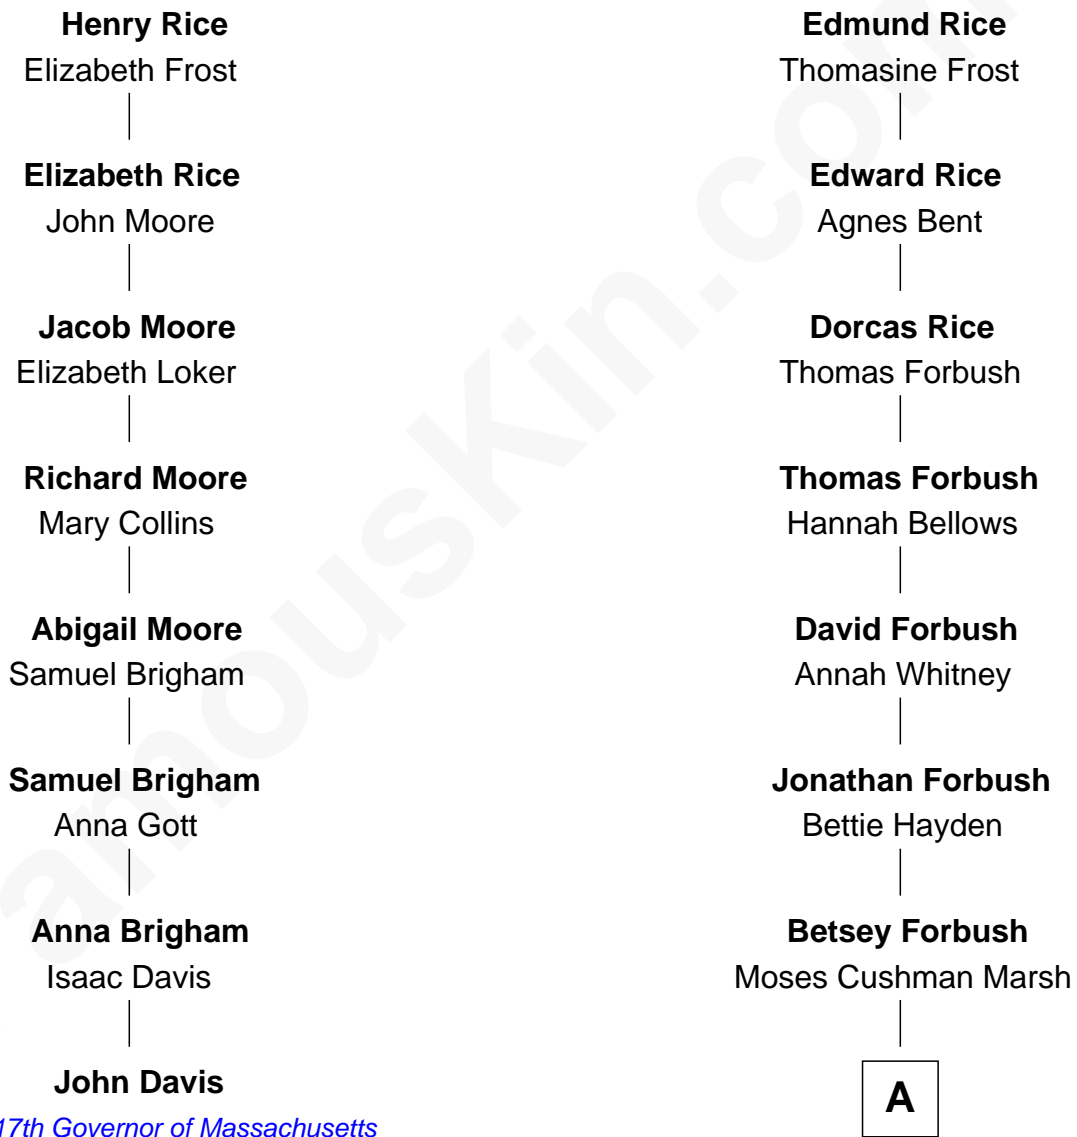 Henry Rice
Elizabeth Frost
Elizabeth Rice
John Moore
Jacob Moore
Elizabeth Loker
Richard Moore
Mary Collins
Abigail Moore
Samuel Brigham
Samuel Brigham
Anna Gott
Anna Brigham
Isaac Davis
John Davis
17th Governor of Massachusetts
Edmund Rice
Thomasine Frost
Edward Rice
Agnes Bent
Dorcas Rice
Thomas Forbush
Thomas Forbush
Hannah Bellows
David Forbush
Annah Whitney
Jonathan Forbush
Bettie Hayden
Betsey Forbush
Moses Cushman Marsh
A
amouskin.com